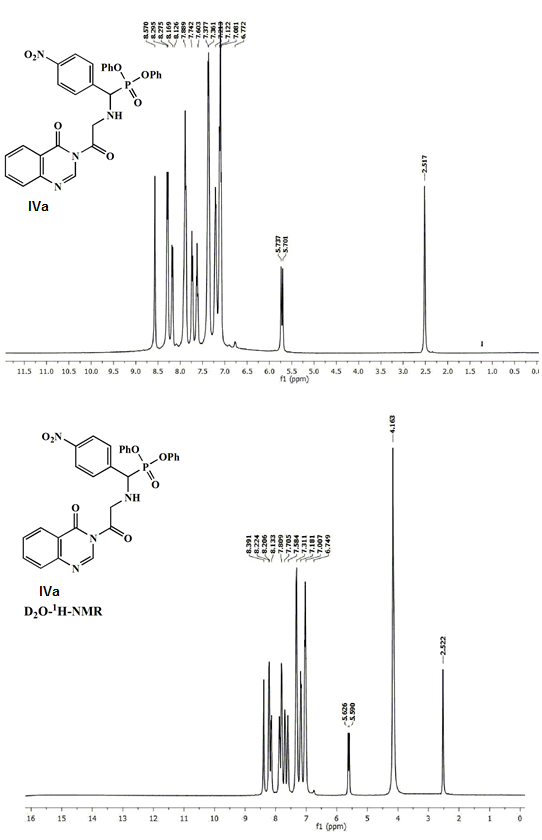 8.570
8.295
8.275
8.169
8.126
7.889
7.742
7.603
7.377
7.361
7.219
7.122
7.081
6.772
5.737
5.701
2.517
O₂N
PhO
OPh
P
O
NH
O
N
O
N
IVa
11.5 11.0 10.5 10.0 9.5 9.0 8.5 8.0 7.5 7.0 6.5 6.0 5.5 5.0 4.5 4.0 3.5 3.0 2.5 2.0 1.5 1.0 0.5 0.0
f1 (ppm)
8.391
8.224
8.206
8.133
7.809
7.705
7.584
7.311
7.181
7.007
6.749
5.626
5.590
4.163
2.522
O₂N
PhO
OPh
P
O
NH
O
N
O
N
IVa
D₂O-¹H-NMR
16 15 14 13 12 11 10 9 8 7 6 5 4 3 2 1 0
f1 (ppm)